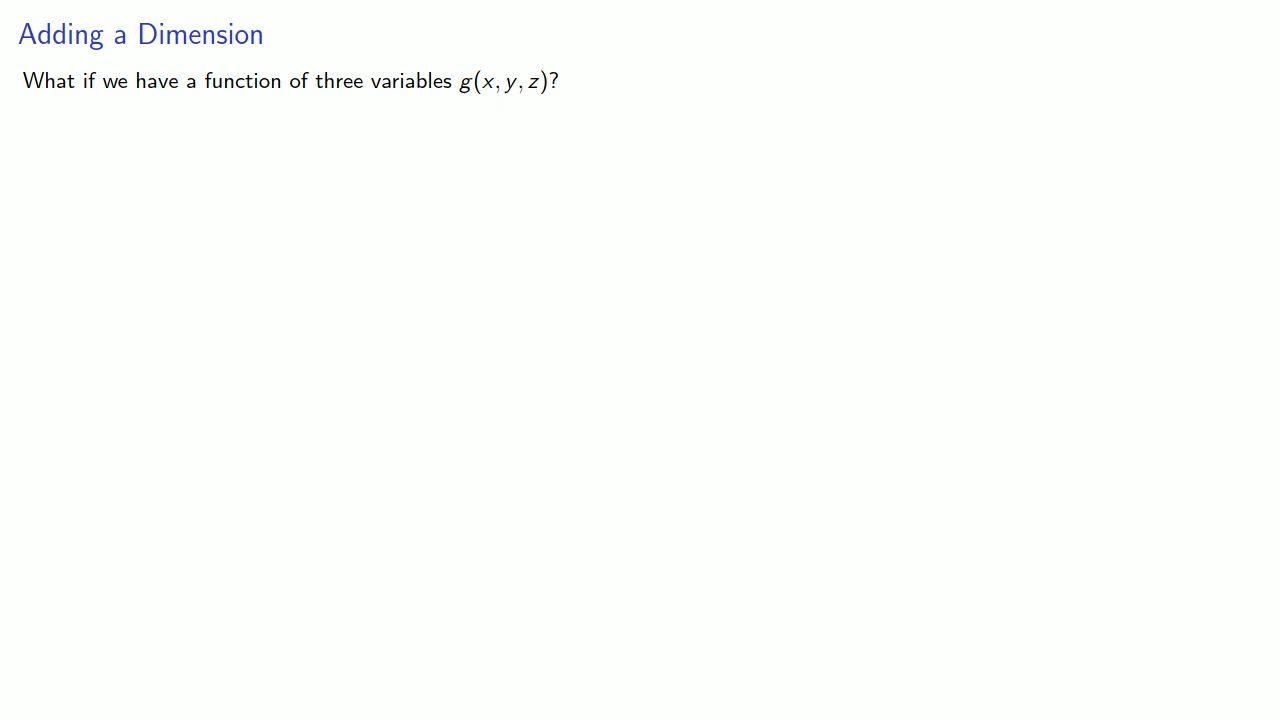 Adding a Dimension
What if we have a function of three variables g(x, y, z)?